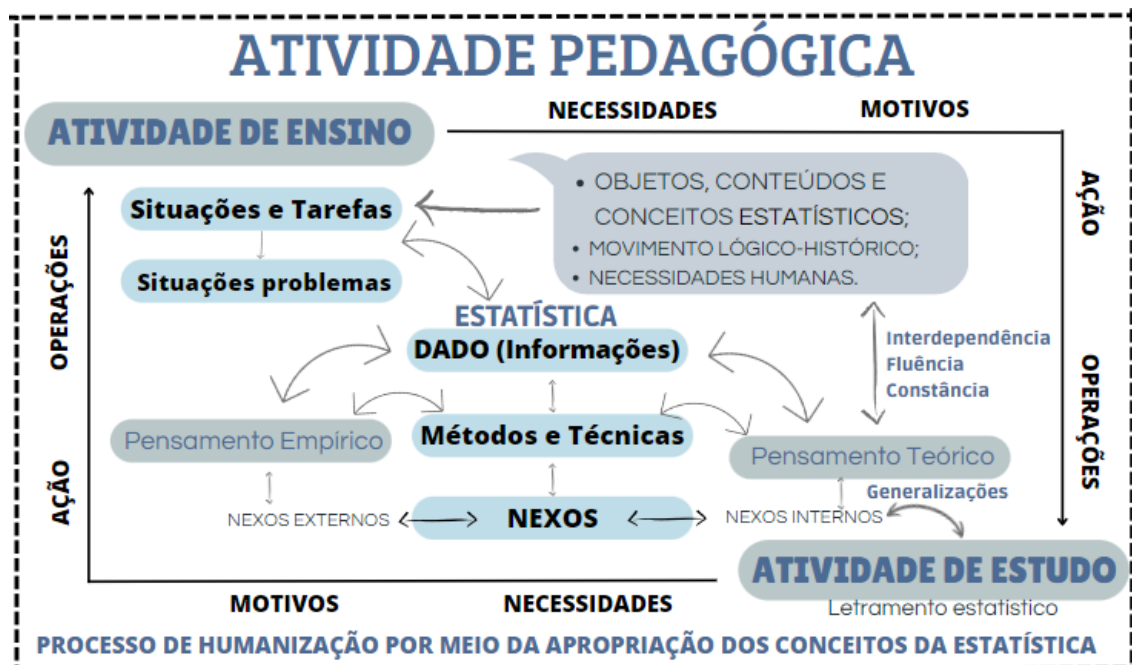 ATIVIDADE PEDAGÓGICA
NECESSIDADES
MOTIVOS
ATIVIDADE DE ENSINO
• OBJETOS, CONTEÚDOS E
CONCEITOS ESTATÍSTICOS;
• MOVIMENTO LÓGICO-HISTÓRICO;
• NECESSIDADES HUMANAS.
AÇÃO
Situações e Tarefas
Situações problemas
OPERAÇÕES
ESTATÍSTICA
DADO (Informações)
Interdependência
Fluência
Constância
OPERAÇÕES
Pensamento Empírico
Métodos e Técnicas
Pensamento Teórico
AÇÃO
Generalizações
NEXOS EXTERNOS
NEXOS
NEXOS INTERNOS
ATIVIDADE DE ESTUDO
Letramento estatístico
MOTIVOS
NECESSIDADES
PROCESSO DE HUMANIZAÇÃO POR MEIO DA APROPRIAÇÃO DOS CONCEITOS DA ESTATÍSTICA